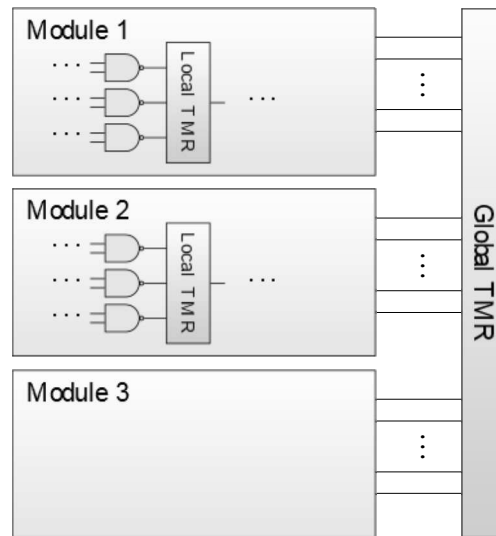 Module 1
Local TMR
Module 2
Local TMR
Module 3
Global TMR